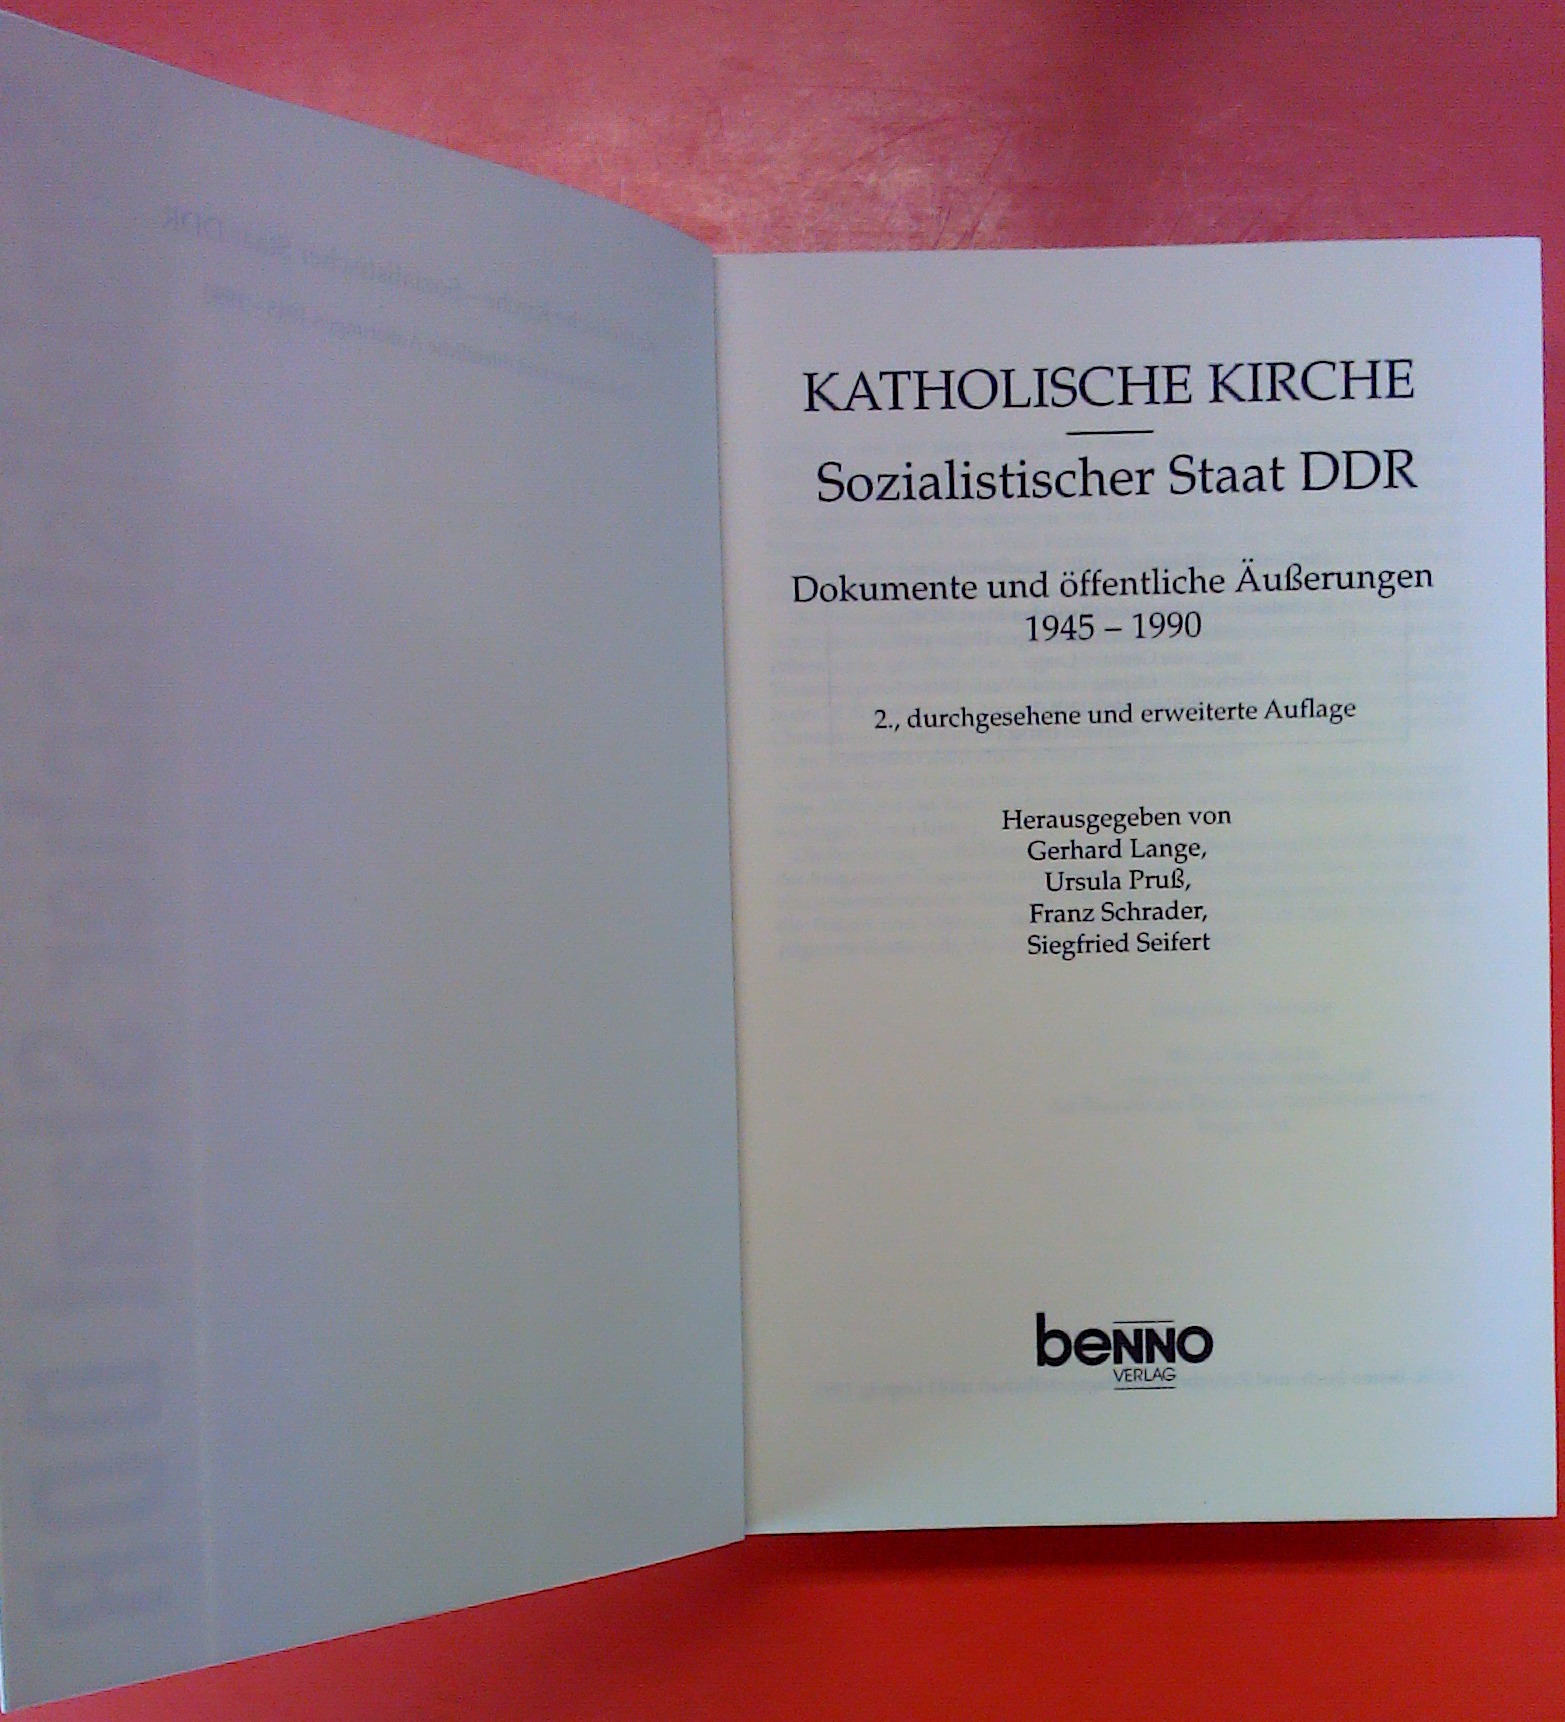 KATHOLISCHE KIRCHE
Sozialistischer Staat DDR
Dokumente und öffentliche Äußerungen
1945 – 1990
2., durchgesehene und erweiterte Auflage
Herausgegeben von
Gerhard Lange,
Ursula Pruß,
Franz Schrader,
Siegfried Seifert
benno
VERLAG